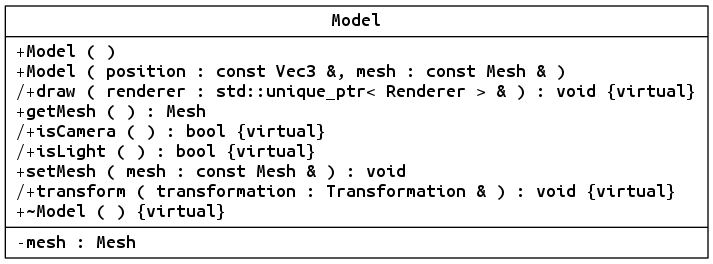 Model
+Model ( )
+Model ( position : const Vec3 &, mesh : const Mesh & )
/+draw ( renderer : std::unique_ptr< Renderer > & ) : void {virtual}
+getMesh ( ) : Mesh
/+isCamera ( ) : bool {virtual}
/+isLight ( ) : bool {virtual}
+setMesh ( mesh : const Mesh & ) : void
/+transform ( transformation : Transformation & ) : void {virtual}
+~Model ( ) {virtual}
-mesh : Mesh